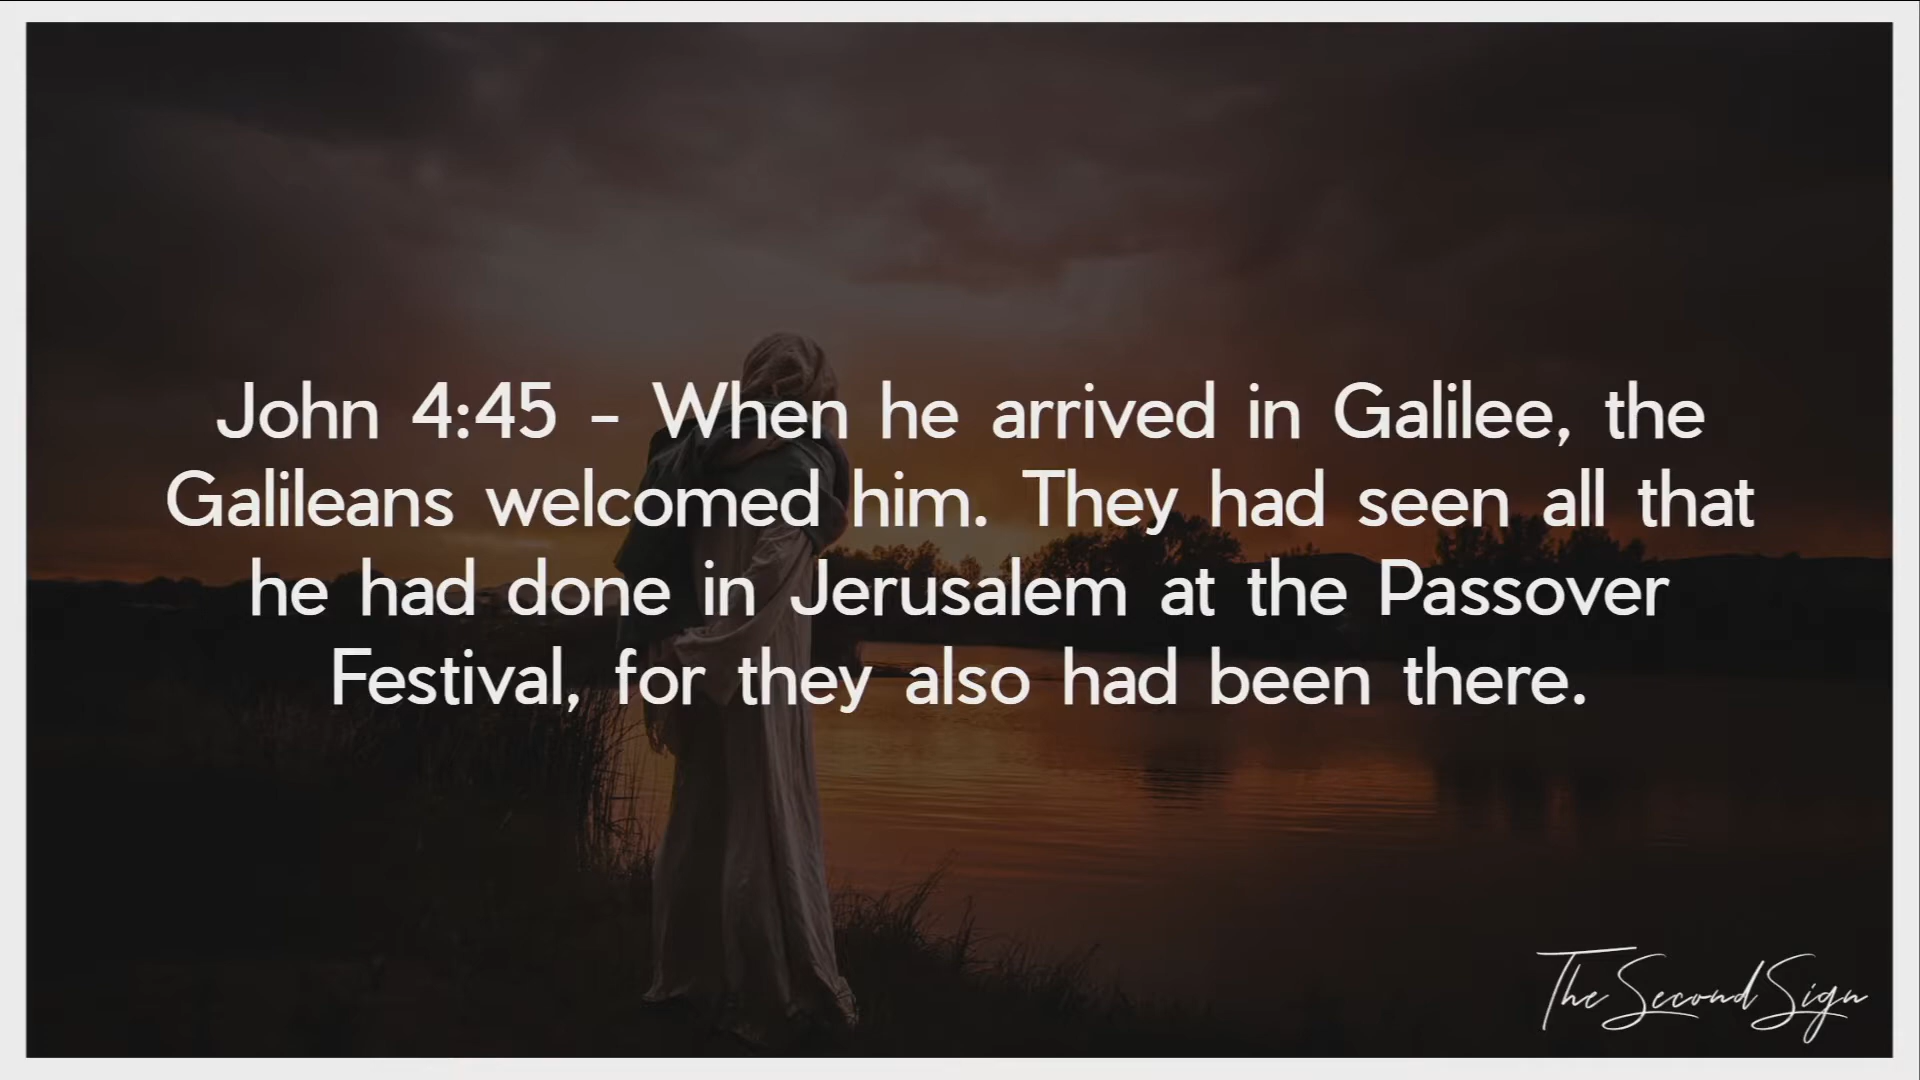 John 4:45 - When he arrived in Galilee, the
Galileans welcomed him. They had seen all that
he had done in Jerusalem at the Passover
Festival, for they also had been there.
The Second Sign